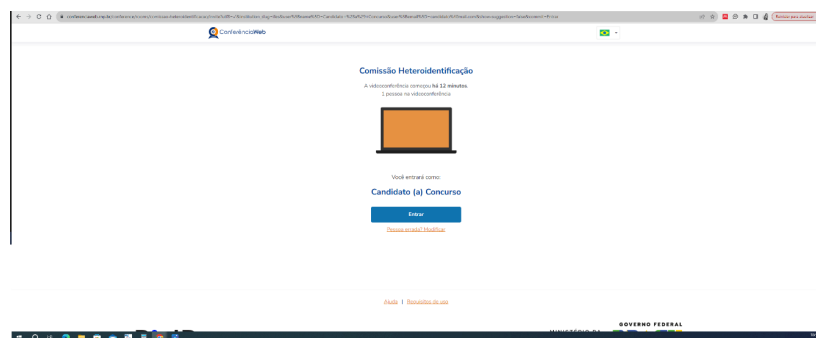 ConferênciaWeb
Comissão Heteroidentificação
A videoconferência começou há 12 minutos.
1 pessoa na videoconferência
Você entrará como:
Candidato (a) Concurso
Entrar
Pessoa errada? Modificar
Ajuda | Requisitos de uso
GOVERNO FEDERAL